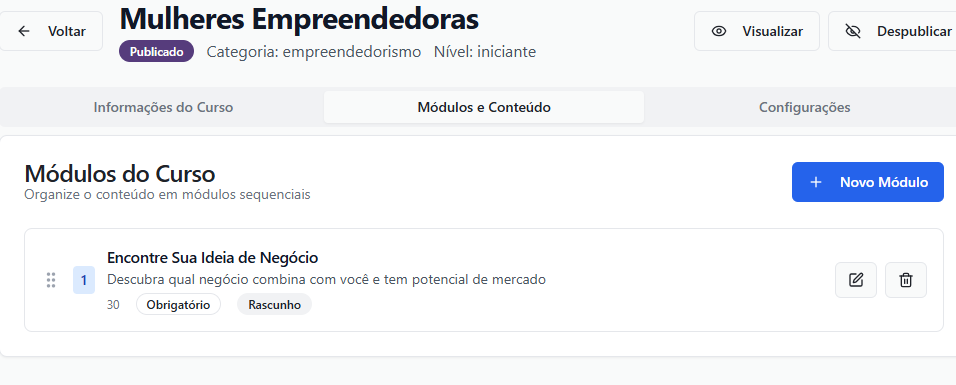 Voltar
Mulheres Empreendedoras
Publicado Categoria: empreendedorismo Nível: iniciante
Visualizar
Despublicar
Informações do Curso
Módulos e Conteúdo
Configurações
Módulos do Curso
Organize o conteúdo em módulos sequenciais
Novo Módulo
1
Encontre Sua Ideia de Negócio
Descubra qual negócio combina com você e tem potencial de mercado
30 Obrigatório Rascunho